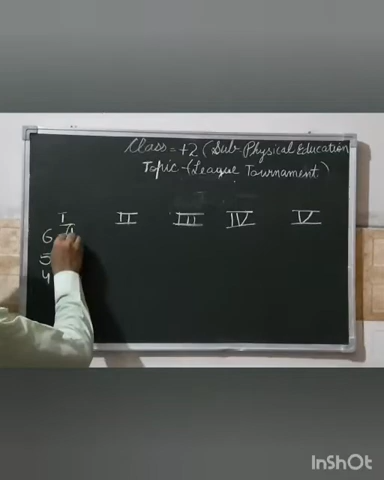 Class = +2 (Sub-Physical Education
Topic - (League Tournament)
I II III IV V
6
5
4
InShOt